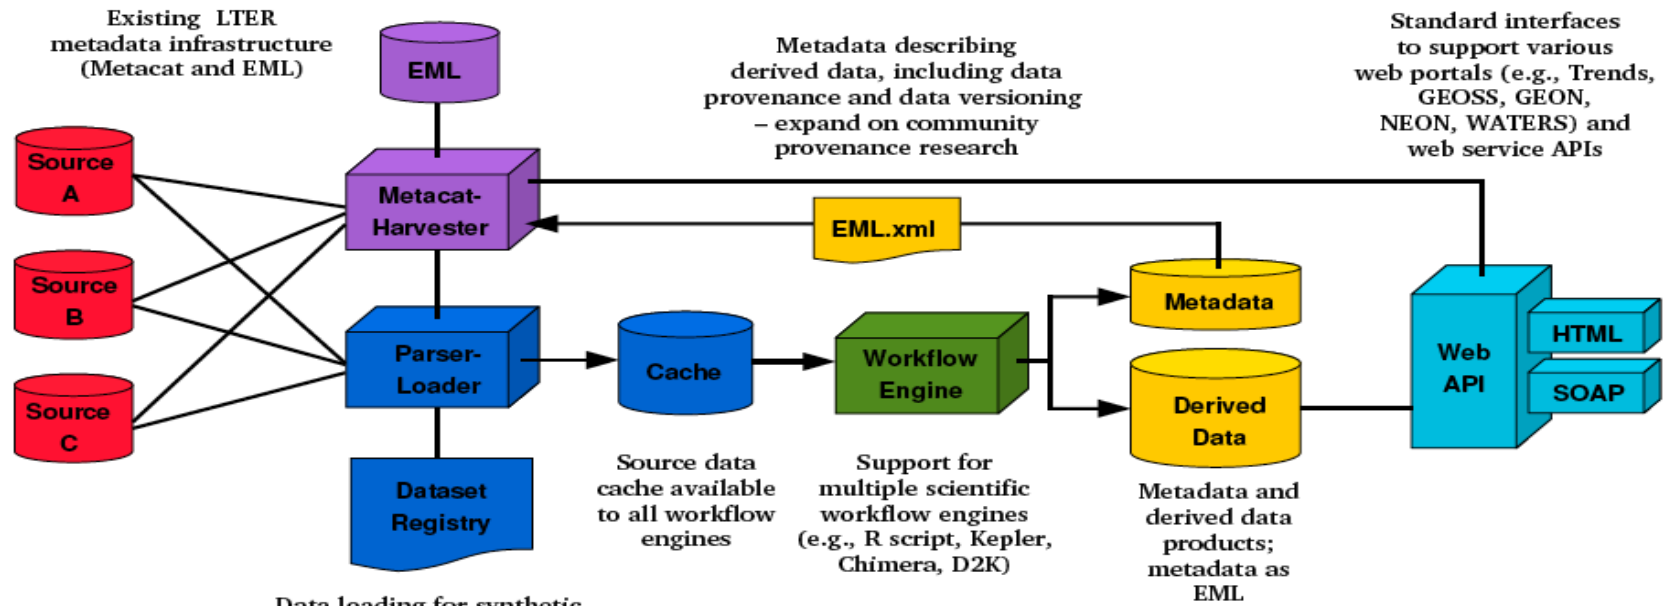 Existing LTER
metadata infrastructure
(Metacat and EML)
EML
Metadata describing
derived data, including data
provenance and data versioning
– expand on community
provenance research
Standard interfaces
to support various
web portals (e.g., Trends,
GEOSS, GEON,
NEON, WATERS) and
web service APIs
Source
A
Source
B
Source
C
Metacat-
Harvester
EML.xml
Metadata
Parser-
Loader
Cache
Workflow
Engine
Derived
Data
Web
API
HTML
SOAP
Dataset
Registry
Source data
cache available
to all workflow
engines
Support for
multiple scientific
workflow engines
(e.g., R script, Kepler,
Chimera, D2K)
Metadata and
derived data
products;
metadata as
EML
Data loading for synthetic